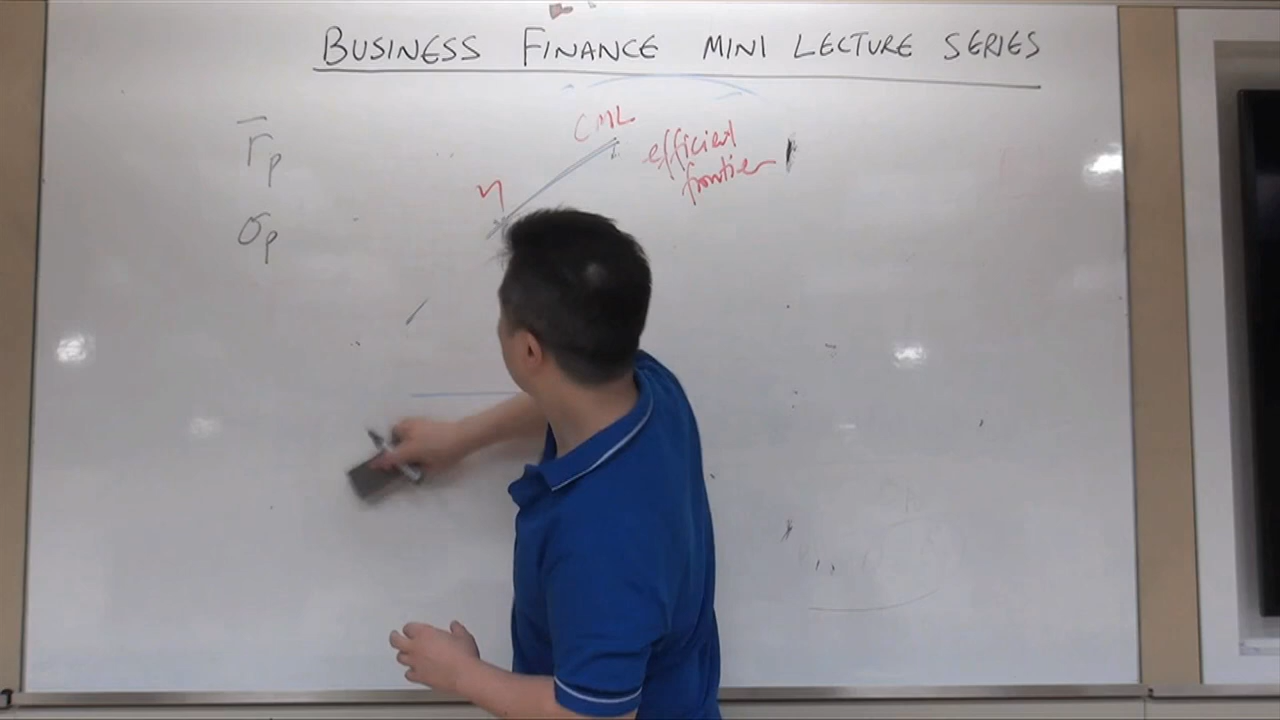 BUSINESS FINANCE MINI LECTURE SERIES
r̅p
σp
CML
efficient
frontier